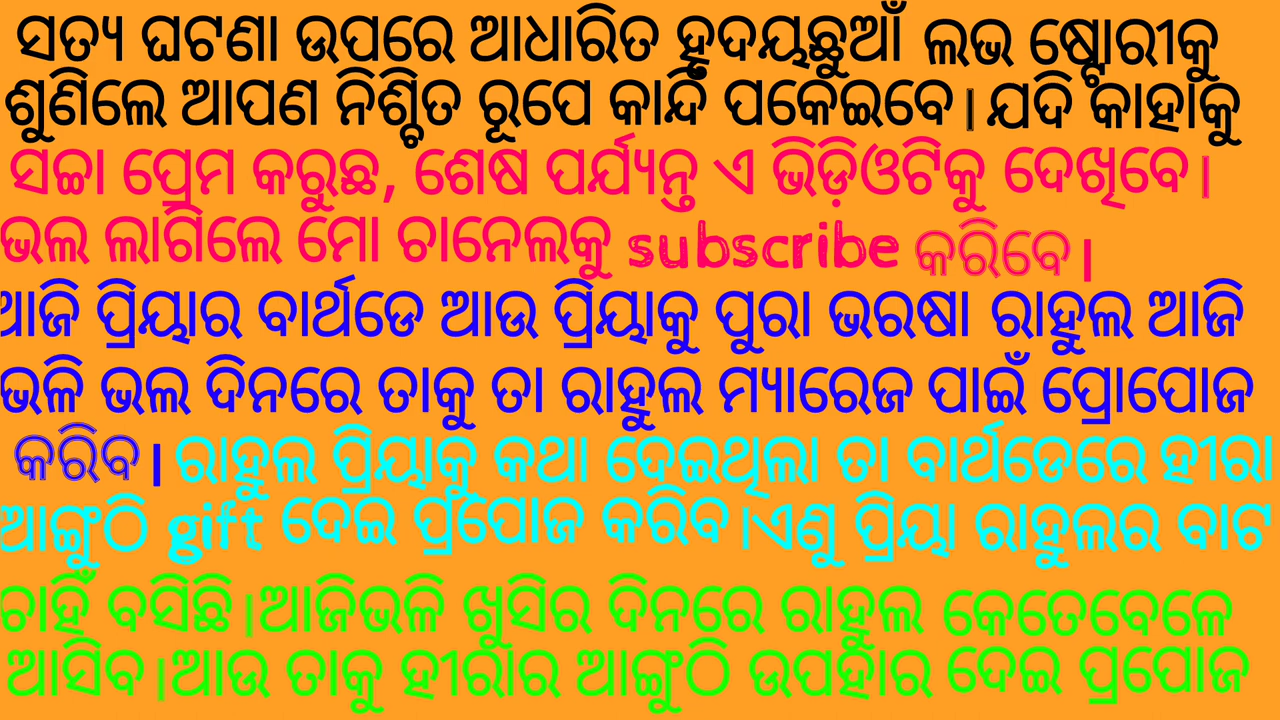 ସତ୍ୟ ଘଟଣା ଉପରେ ଆଧାରିତ ହୃଦୟଛୁଆଁ ଲଭ ଷ୍ଟୋରୀକୁ
ଶୁଣିଲେ ଆପଣ ନିଶ୍ଚିତ ରୂପେ କାନ୍ଦି ପକେଇବେ।ଯଦି କାହାକୁ
ସଚ୍ଚା ପ୍ରେମ କରୁଛ, ଶେଷ ପର୍ଯ୍ୟନ୍ତ ଏ ଭିଡ଼ିଓଟିକୁ ଦେଖିବେ।
ଭଲ ଲାଗିଲେ ମୋ ଚାନେଲକୁ subscribe କରିବେ।
ଆଜି ପ୍ରିୟାର ବାର୍ଥଡେ ଆଉ ପ୍ରିୟାକୁ ପୁରା ଭରଷା ରାହୁଲ ଆଜି
ଭଳି ଭଲ ଦିନରେ ତାକୁ ତା ରାହୁଲ ମ୍ୟାରେଜ ପାଇଁ ପ୍ରୋପୋଜ
କରିବ। ରାହୁଲ ପ୍ରିୟାକୁ କଥା ଦେଇଥିଲା ତା ବାର୍ଥଡେରେ ହୀରା
ଆଙ୍ଗୁଠି gift ଦେଇ ପ୍ରପୋଜ କରିବ।ଏଣୁ ପ୍ରିୟା ରାହୁଲର ବାଟ
ଚାହିଁ ବସିଛି।ଆଜିଭଳି ଖୁସିର ଦିନରେ ରାହୁଲ କେତେବେଳେ
ଆସିବ।ଆଉ ତାକୁ ହୀରାର ଆଙ୍ଗୁଠି ଉପହାର ଦେଇ ପ୍ରପୋଜ